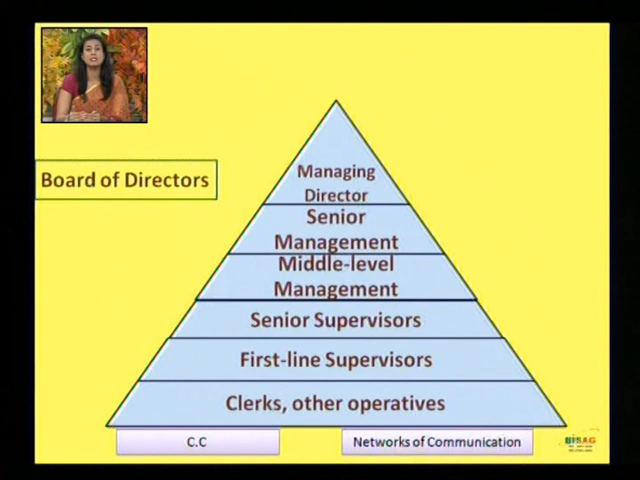 Board of Directors
Managing
Director
Senior
Management
Middle-level
Management
Senior Supervisors
First-line Supervisors
Clerks, other operatives
C.C
Networks of Communication
BISAG